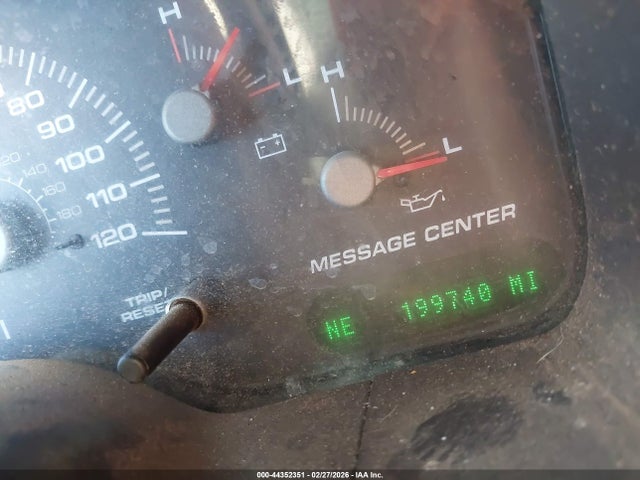 H
L
H
L
80
90
100
110
120
120
140
160
180
MESSAGE CENTER
TRIP/
RESET
NE 199740 MI
000-44352351 | 02/27/2026 - IAA Inc.